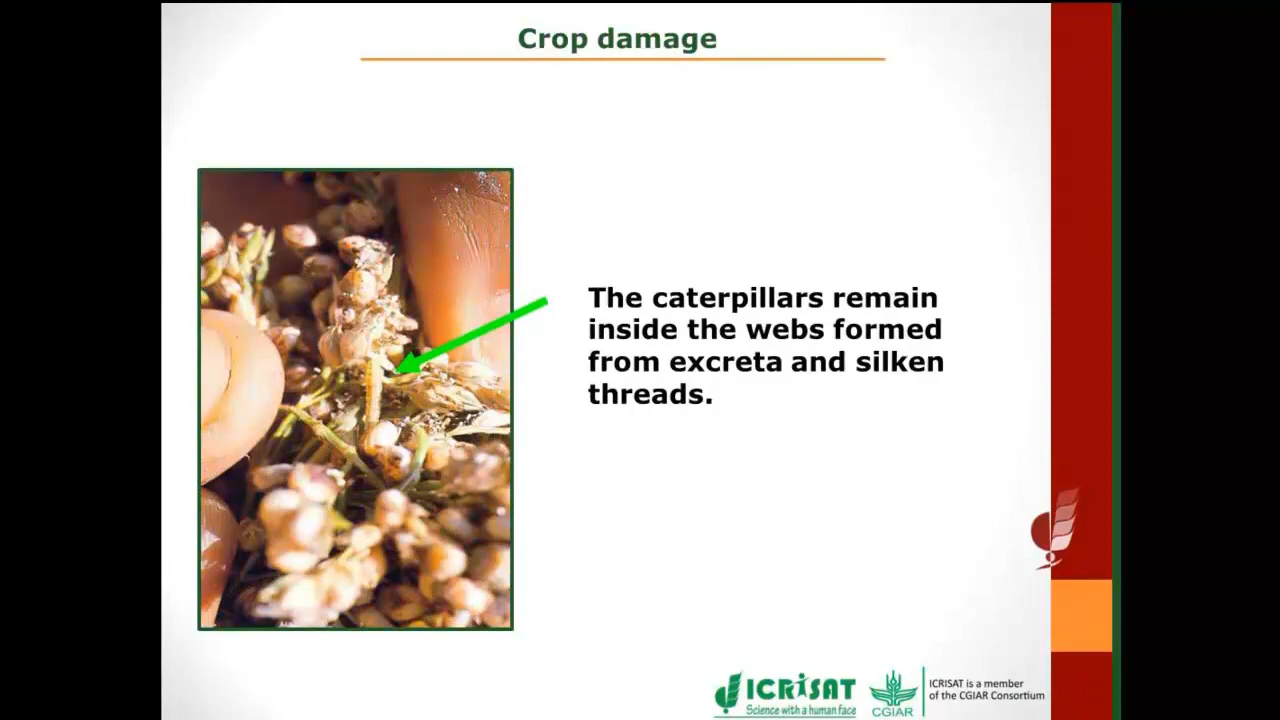 Crop damage
The caterpillars remain
inside the webs formed
from excreta and silken
threads.
ICRISAT
Science with a human face
CGIAR
ICRISAT is a member
of the CGIAR Consortium